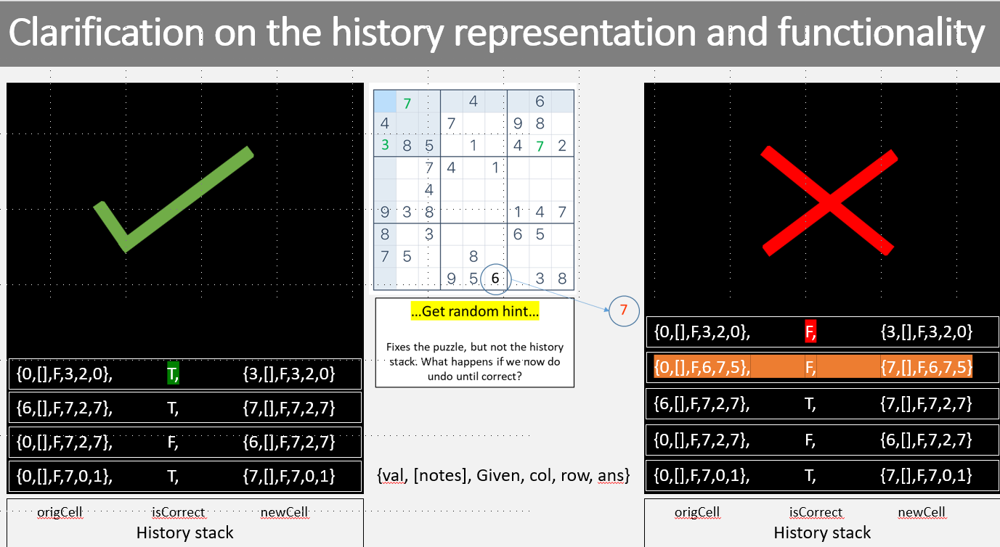 Clarification on the history representation and functionality
7 4 6
4 7 9 8
3 8 5 1 4 7 2
7 4 1
4
9 3 8 1 4 7
8 3 6 5
7 5 8
9 5 6 3 8
7
...Get random hint...
Fixes the puzzle, but not the history
stack. What happens if we now do
undo until correct?
{val, [notes], Given, col, row, ans}
{0,[],F,3,2,0}, T, {3,[],F,3,2,0}
{6,[],F,7,2,7}, T, {7,[],F,7,2,7}
{0,[],F,7,2,7}, F, {6,[],F,7,2,7}
{0,[],F,7,0,1}, T, {7,[],F,7,0,1}
origCell isCorrect newCell
History stack
{0,[],F,3,2,0}, F, {3,[],F,3,2,0}
{0,[],F,6,7,5}, F, {7,[],F,6,7,5}
{6,[],F,7,2,7}, T, {7,[],F,7,2,7}
{0,[],F,7,2,7}, F, {6,[],F,7,2,7}
{0,[],F,7,0,1}, T, {7,[],F,7,0,1}
origCell isCorrect newCell
History stack